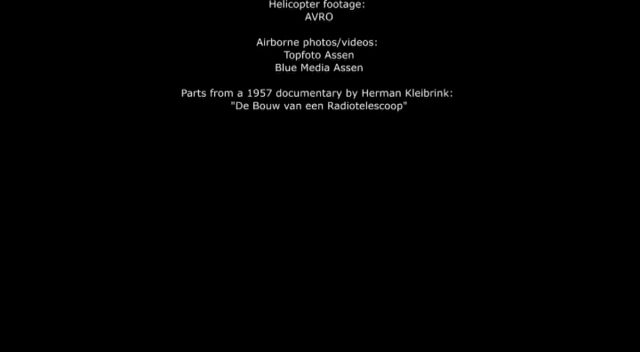 Helicopter footage:
AVRO
Airborne photos/videos:
Topfoto Assen
Blue Media Assen
Parts from a 1957 documentary by Herman Kleibrink:
"De Bouw van een Radiotelescoop"